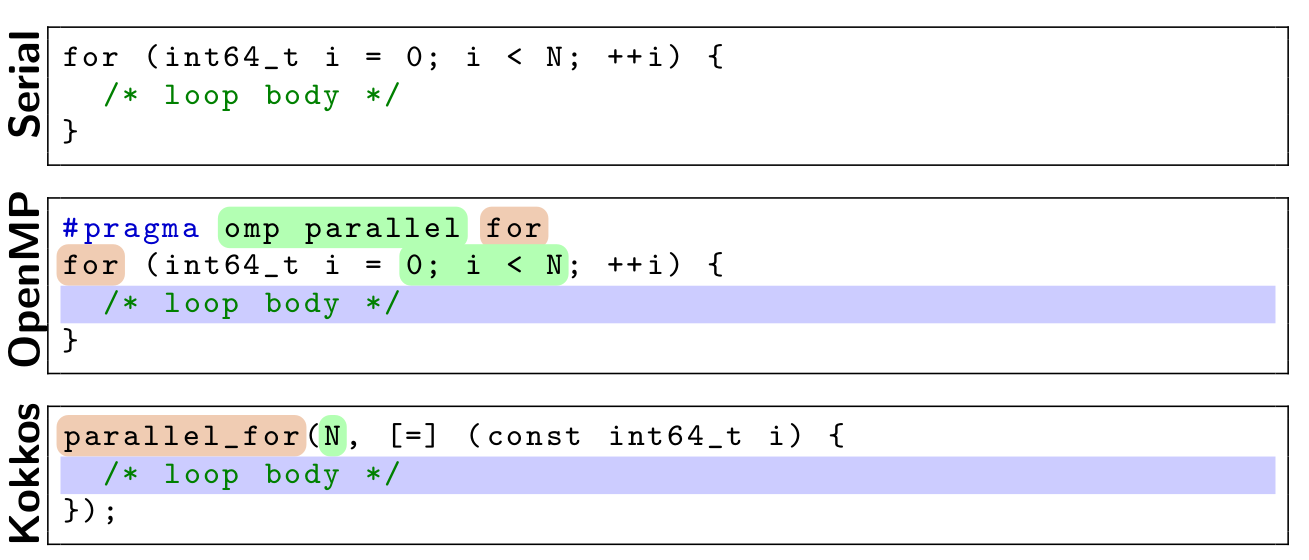 Serial
for (int64_t i = 0; i < N; ++i) {
  /* loop body */
}
OpenMP
#pragma omp parallel for
for (int64_t i = 0; i < N; ++i) {
  /* loop body */
}
Kokkos
parallel_for(N, [=] (const int64_t i) {
  /* loop body */
});